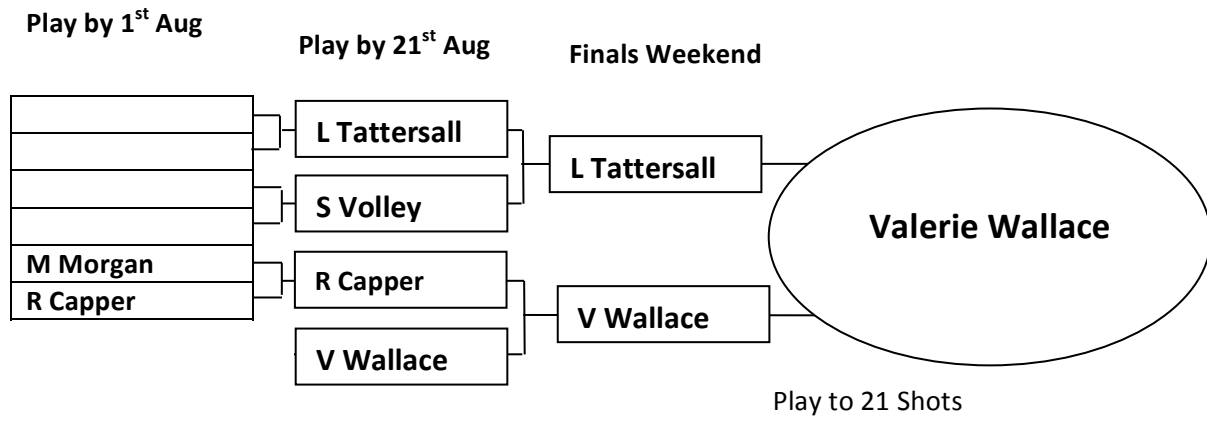 Play by 1st Aug
Play by 21st Aug
Finals Weekend
L Tattersall
S Volley
M Morgan
R Capper
R Capper
V Wallace
L Tattersall
V Wallace
Valerie Wallace
Play to 21 Shots